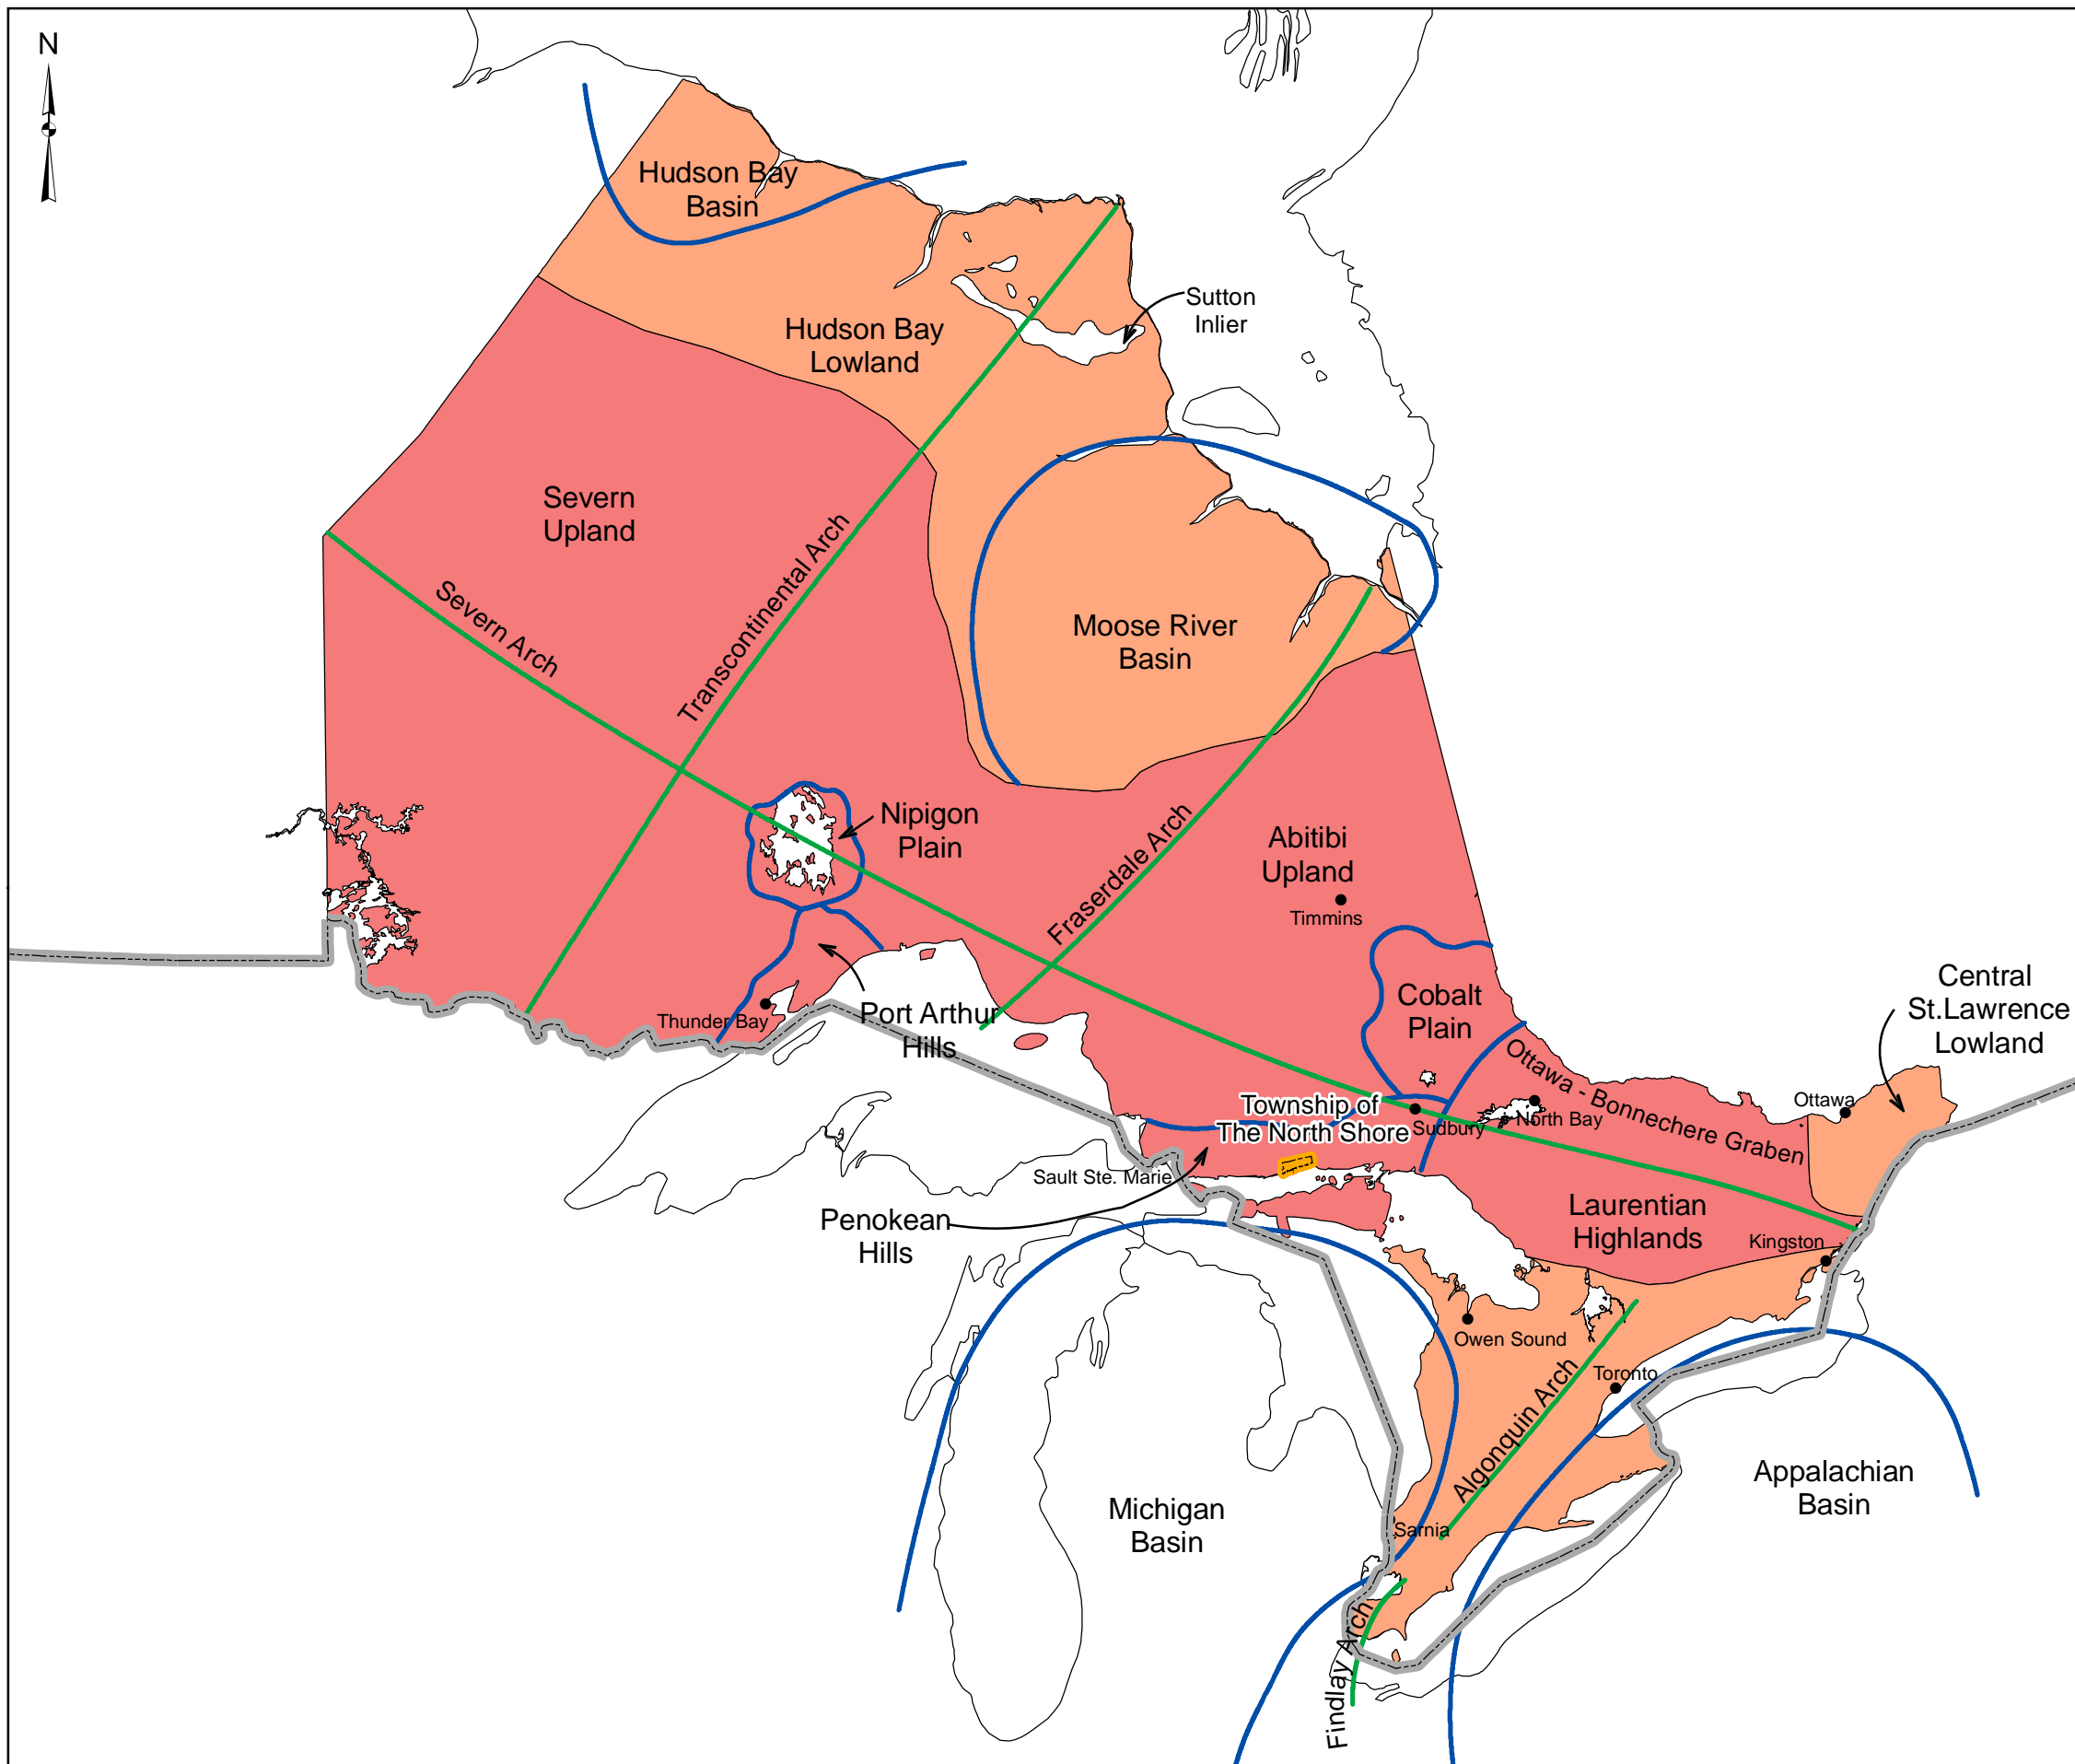 N
Hudson Bay
Basin
Sutton
Inlier
Hudson Bay
Lowland
Severn
Upland
Transcontinental Arch
Severn Arch
Moose River
Basin
Nipigon
Plain
Fraserdale Arch
Abitibi
Upland
Timmins
Central
St.Lawrence
Lowland
Cobalt
Plain
Port Arthur
Hills
Thunder Bay
Ottawa - Bonnechere Graben
Ottawa
Township of
The North Shore
Sudbury
North Bay
Sault Ste. Marie
Penokean
Hills
Laurentian
Highlands
Kingston
Owen Sound
Toronto
Algonquin Arch
Appalachian
Basin
Michigan
Basin
Sarnia
Findlay Arch